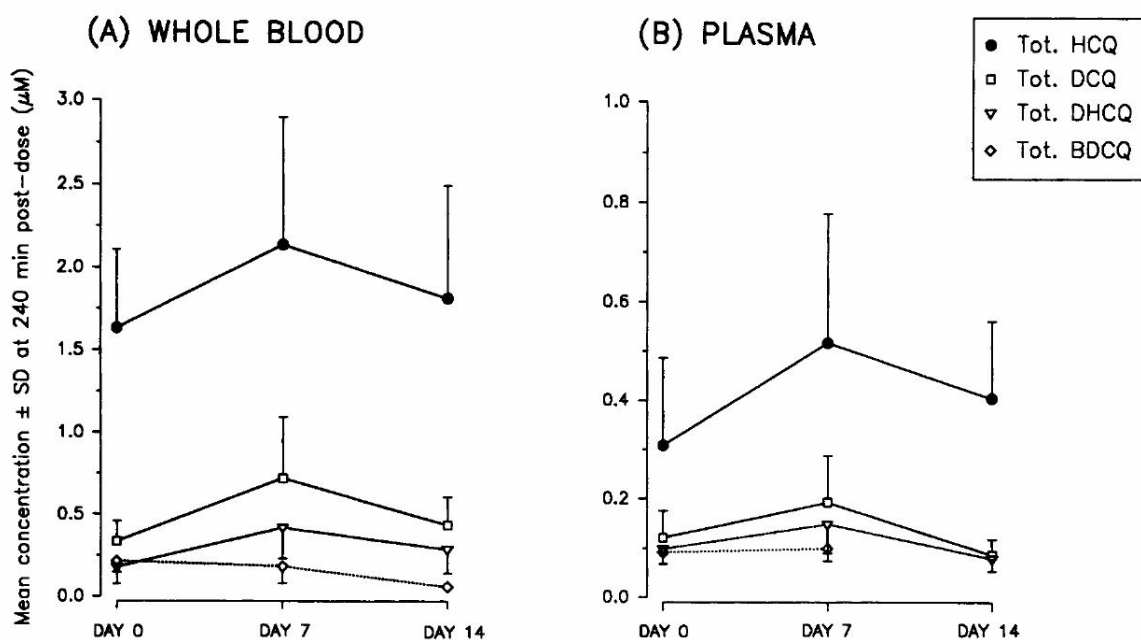 (A) WHOLE BLOOD
(B) PLASMA
Tot. HCQ
Tot. DCQ
Tot. DHCQ
Tot. BDCQ
Mean concentration ± SD at 240 min post-dose (μM)
3.0
2.5
2.0
1.5
1.0
0.5
0.0
DAY 0
DAY 7
DAY 14
1.0
0.8
0.6
0.4
0.2
0.0
DAY 0
DAY 7
DAY 14